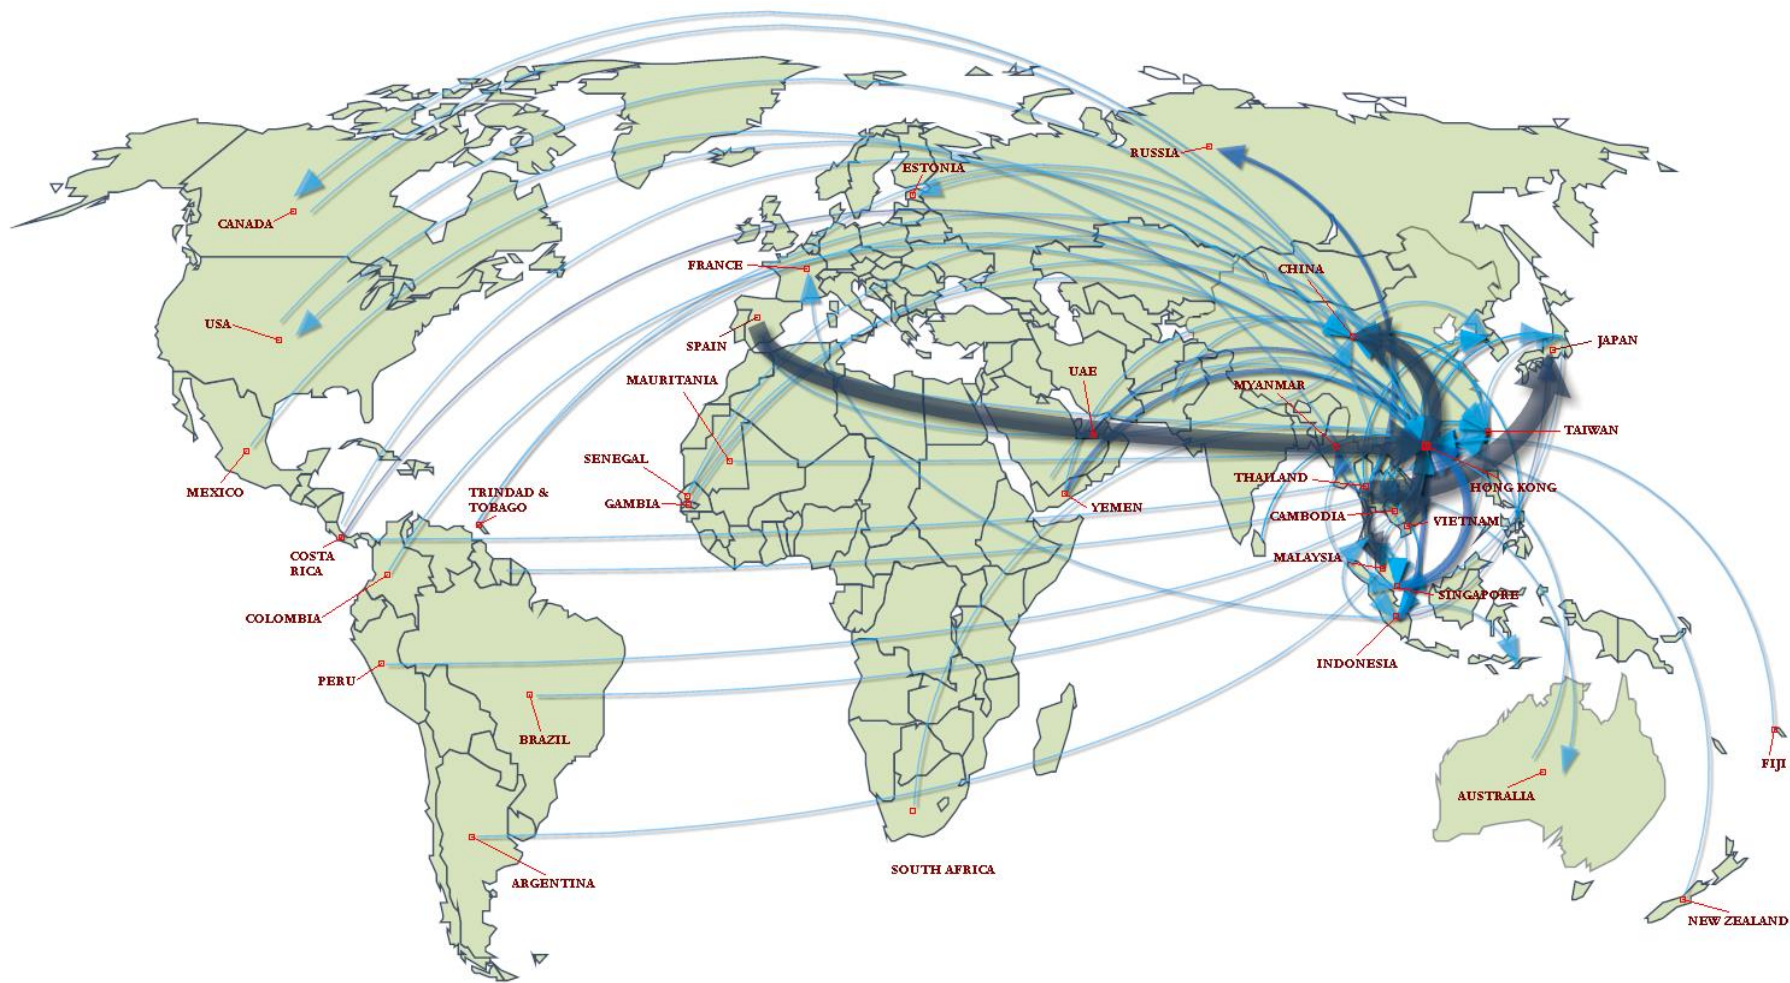 RUSSIA
ESTONIA
CANADA
FRANCE
CHINA
USA
SPAIN
JAPAN
MAURITANIA
UAE
MYANMAR
TAIWAN
SENEGAL
THAILAND
MEXICO
TRINDAD &
TOBAGO
GAMBIA
YEMEN
HONG KONG
CAMBODIA
VIETNAM
COSTA
RICA
MALAYSIA
COLOMBIA
SINGAPORE
INDONESIA
PERU
BRAZIL
FIJI
AUSTRALIA
SOUTH AFRICA
ARGENTINA
NEW ZEALAND